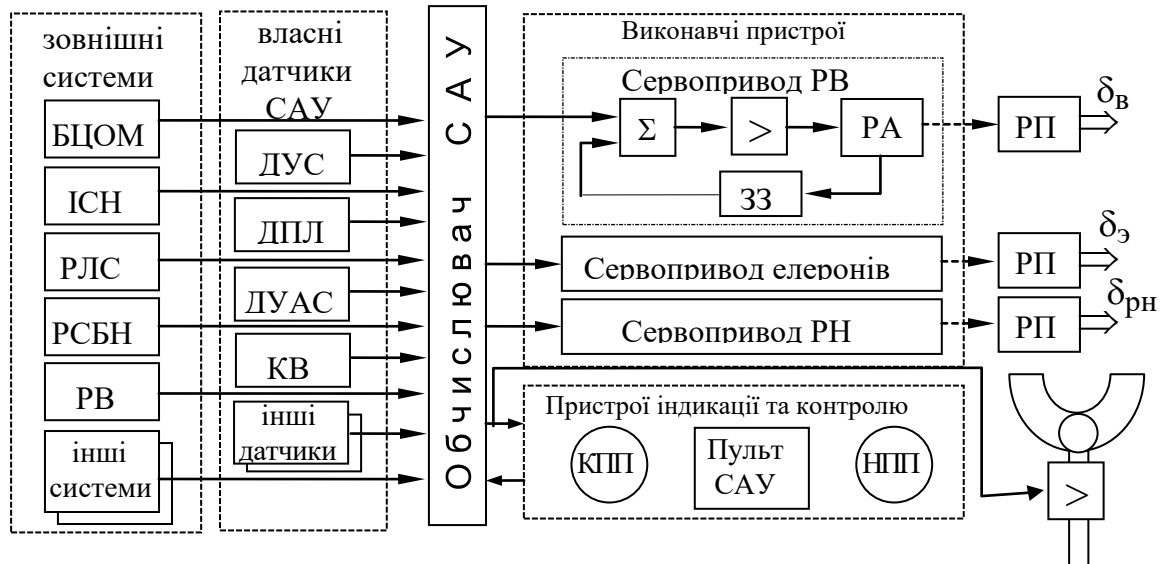 зовнішні
системи
БЦОМ
ІСН
РЛС
РСБН
РВ
інші
системи
власні
датчики
САУ
ДУС
ДПЛ
ДУАС
КВ
інші
датчики
Обчислювач САУ
Виконавчі пристрої
Сервопривод РВ
Σ
>
РА
ЗЗ
Сервопривод елеронів
Сервопривод РН
РП
δв
РП
δэ
РП
δрн
Пристрої індикації та контролю
КПП
Пульт
САУ
НПП
>